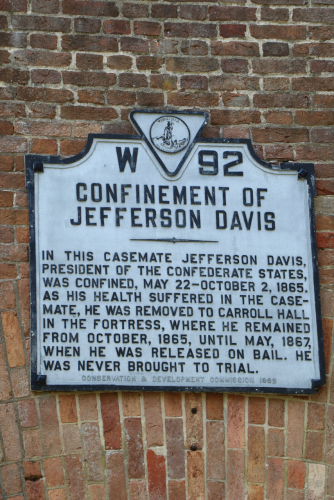 W 92
CONFINEMENT OF
JEFFERSON DAVIS
IN THIS CASEMATE JEFFERSON DAVIS,
PRESIDENT OF THE CONFEDERATE STATES,
WAS CONFINED, MAY 22-OCTOBER 2, 1865.
AS HIS HEALTH SUFFERED IN THE CASE-
MATE, HE WAS REMOVED TO CARROLL HALL
IN THE FORTRESS, WHERE HE REMAINED
FROM OCTOBER, 1865, UNTIL MAY, 1867,
WHEN HE WAS RELEASED ON BAIL. HE
WAS NEVER BROUGHT TO TRIAL.
CONSERVATION & DEVELOPMENT COMMISSION